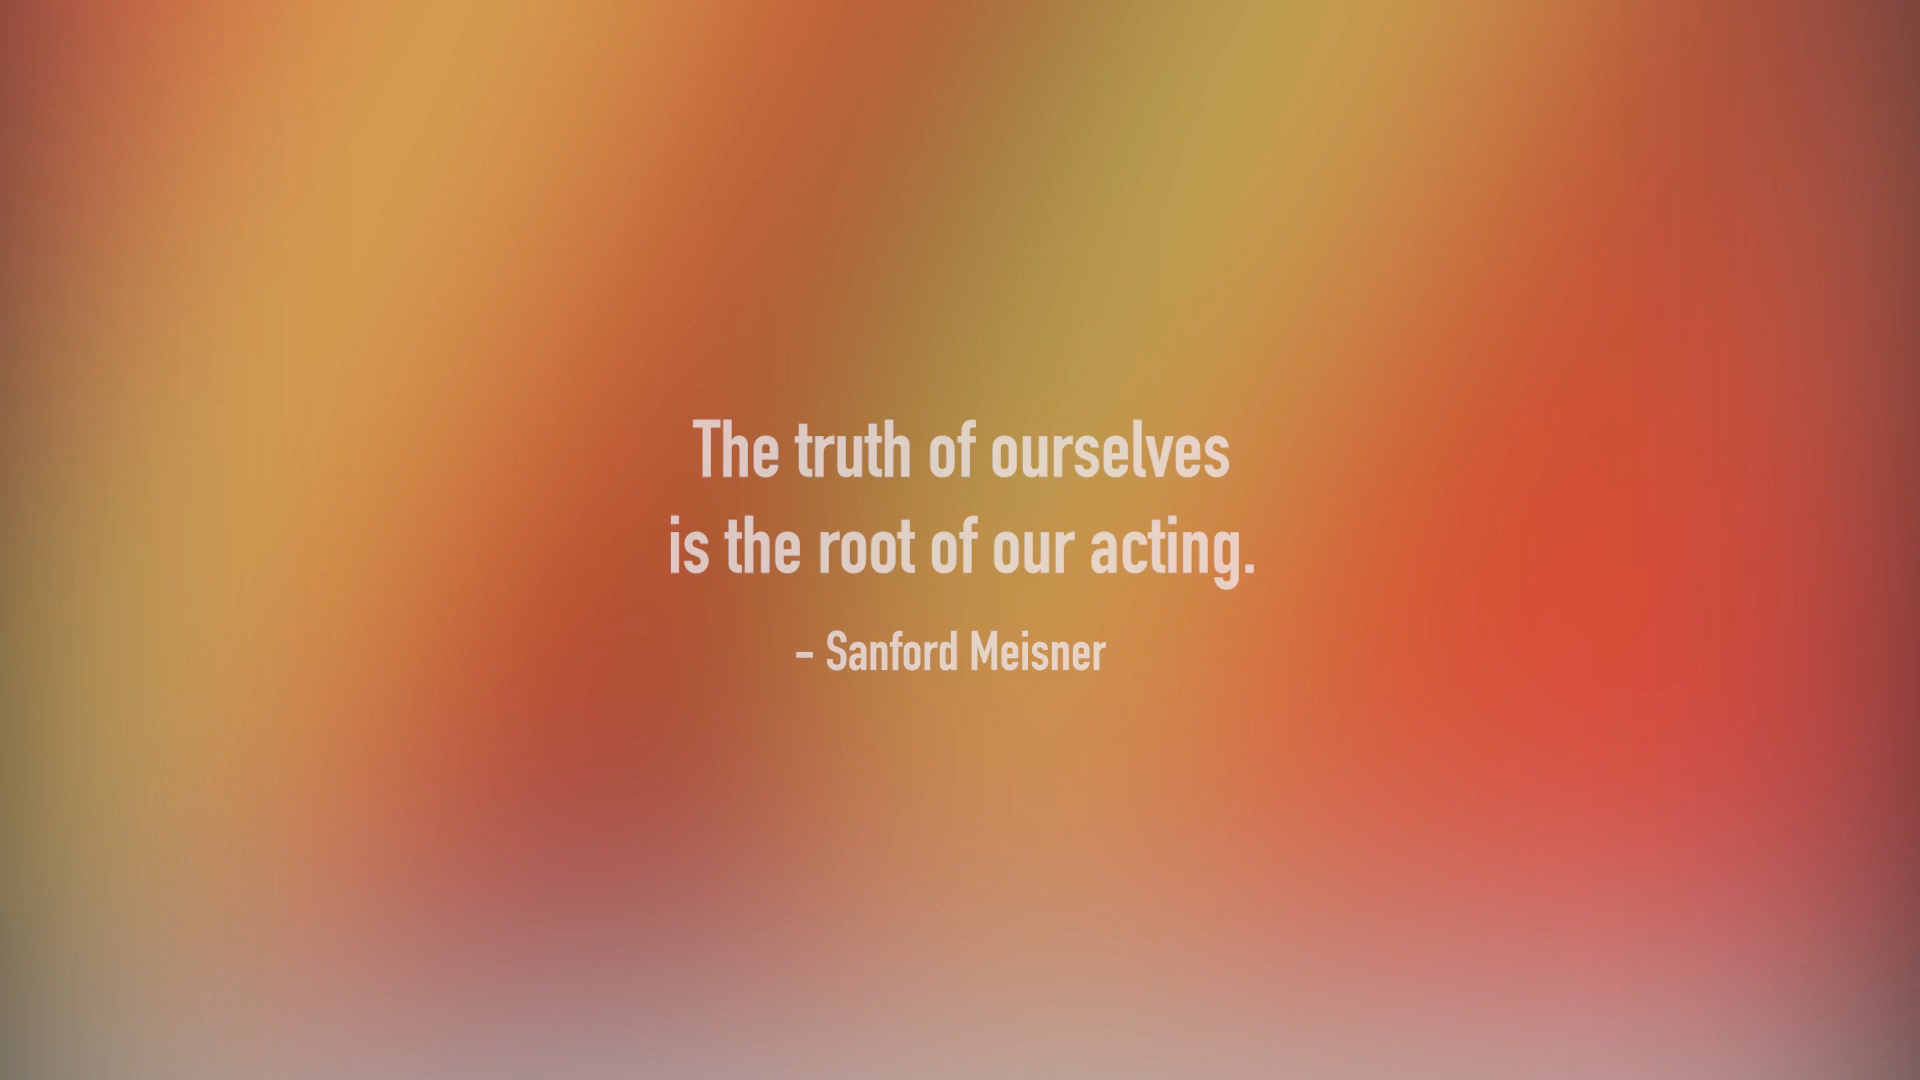 The truth of ourselves
is the root of our acting.
– Sanford Meisner